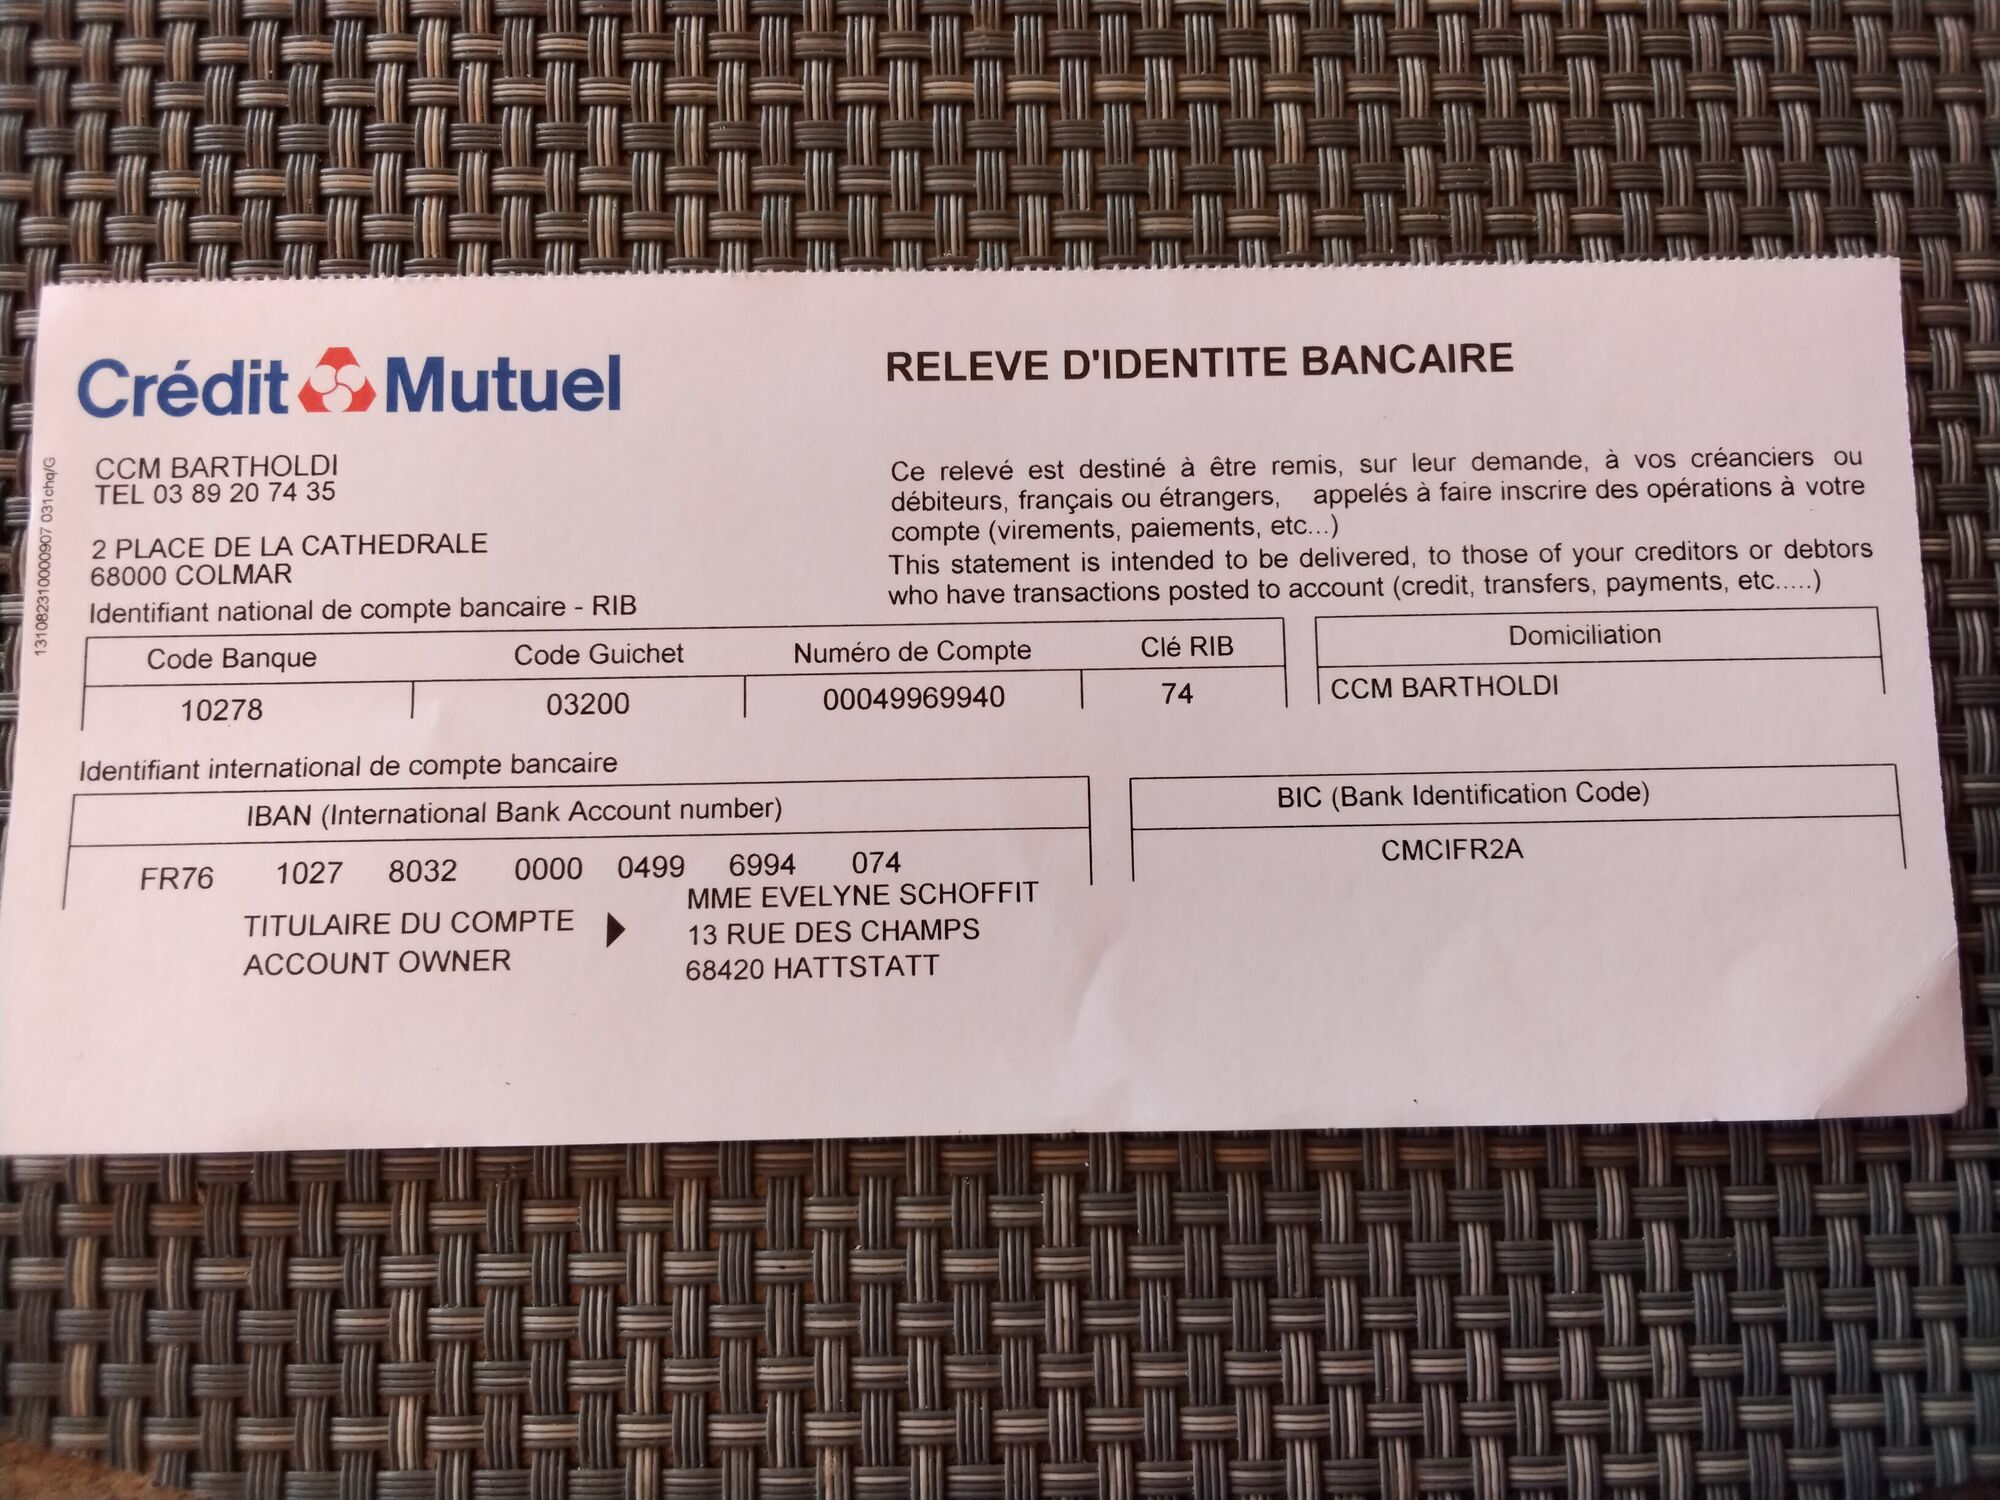 Crédit Mutuel
RELEVE D'IDENTITE BANCAIRE
CCM BARTHOLDI
TEL 03 89 20 74 35
2 PLACE DE LA CATHEDRALE
68000 COLMAR
Ce relevé est destiné à être remis, sur leur demande, à vos créanciers ou
débiteurs, français ou étrangers, appelés à faire inscrire des opérations à votre
compte (virements, paiements, etc...)
This statement is intended to be delivered, to those of your creditors or debtors
who have transactions posted to account (credit, transfers, payments, etc.....)
131082310000907 031chq/G
Identifiant national de compte bancaire - RIB
Code Banque Code Guichet Numéro de Compte Clé RIB Domiciliation
10278 03200 00049969940 74 CCM BARTHOLDI
Identifiant international de compte bancaire
IBAN (International Bank Account number) BIC (Bank Identification Code)
FR76 1027 8032 0000 0499 6994 074 CMCIFR2A
TITULAIRE DU COMPTE
ACCOUNT OWNER
MME EVELYNE SCHOFFIT
13 RUE DES CHAMPS
68420 HATTSTATT